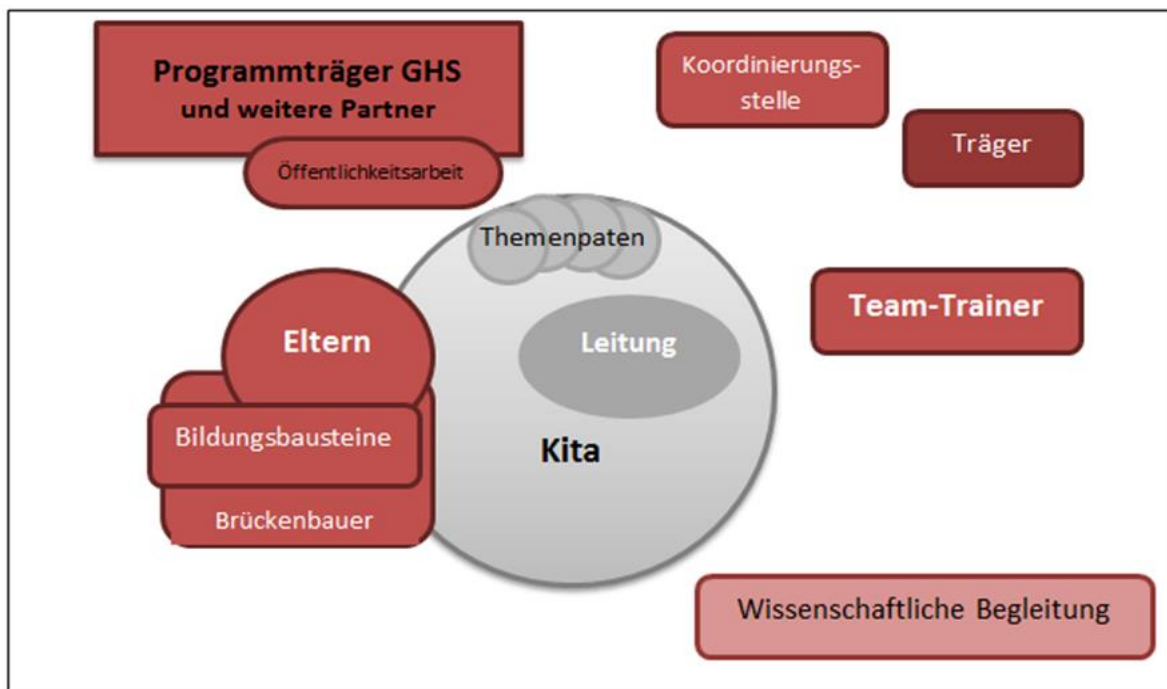 Programmträger GHS
und weitere Partner
Öffentlichkeitsarbeit
Koordinierungs-
stelle
Träger
Themenpaten
Eltern
Leitung
Team-Trainer
Bildungsbausteine
Kita
Brückenbauer
Wissenschaftliche Begleitung